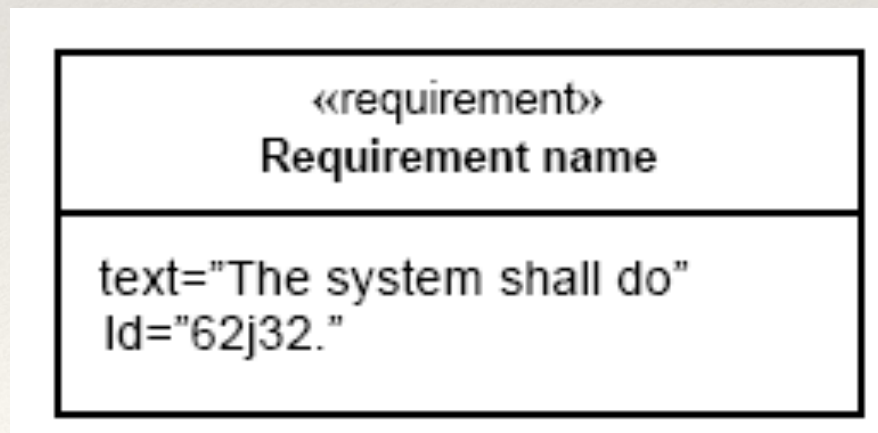 «requirement»
Requirement name
text=”The system shall do”
Id=”62j32.”